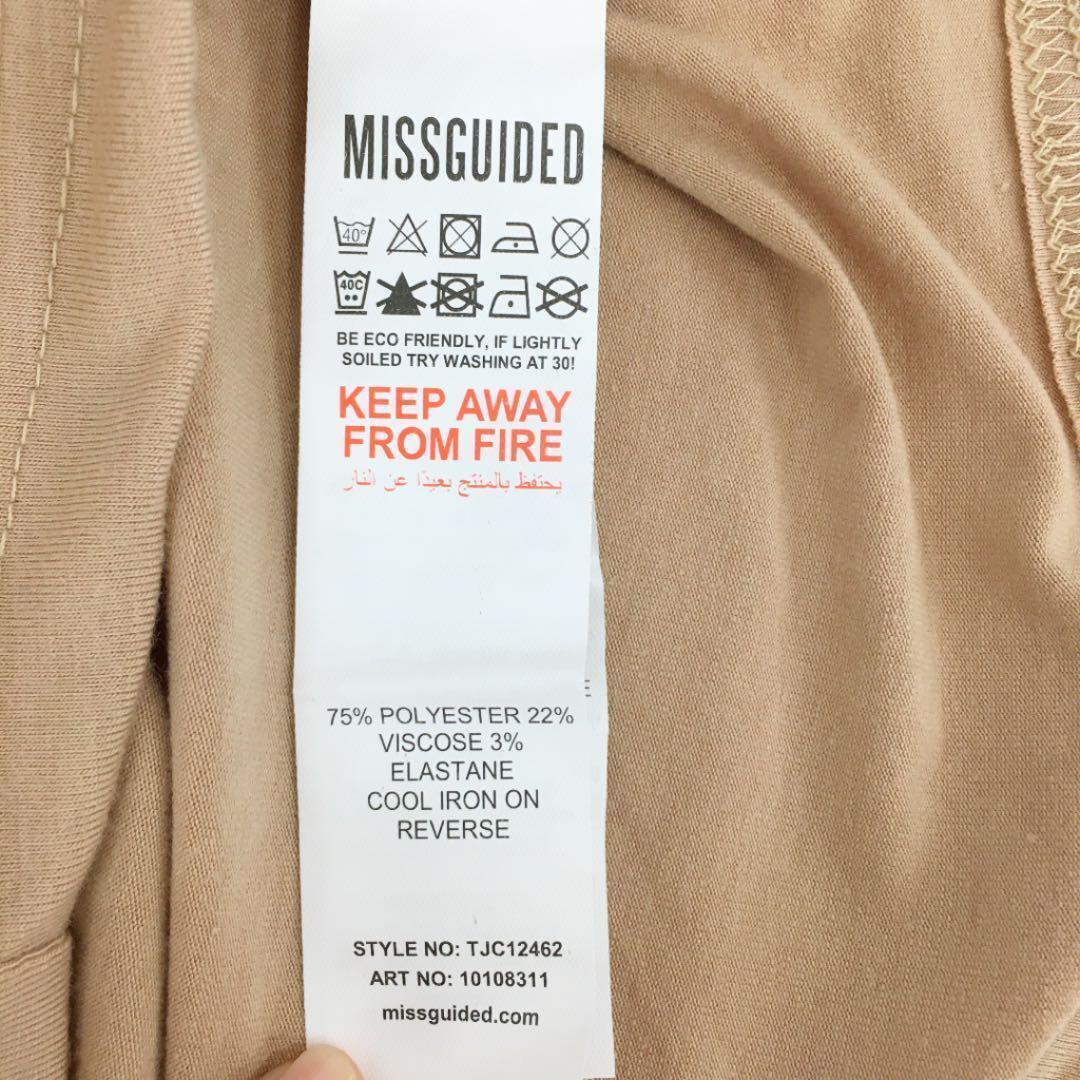 MISSGUIDED
40°
40C
BE ECO FRIENDLY, IF LIGHTLY
SOILED TRY WASHING AT 30!
KEEP AWAY
FROM FIRE
يحتفظ بالمنتج بعيدًا عن النار
75% POLYESTER 22%
VISCOSE 3%
ELASTANE
COOL IRON ON
REVERSE
STYLE NO: TJC12462
ART NO: 10108311
missguided.com